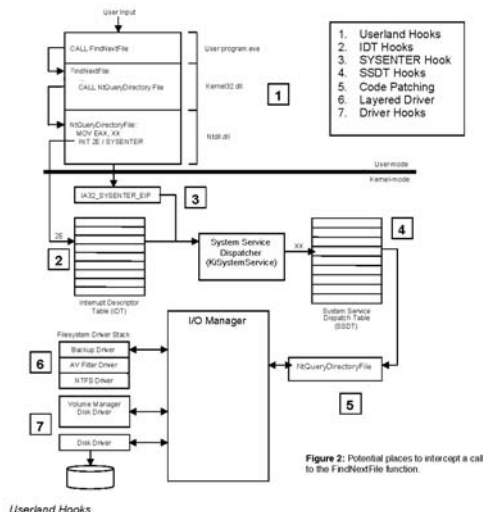 User Input
CALL FindNextFile
User program.exe
FindNextFile
CALL NtQueryDirectory File
Kernel32.dll
NtQueryDirectoryFile:
MOV EAX, XX
INT 2E / SYSENTER
Ntdll.dll
1
1. Userland Hooks
2. IDT Hooks
3. SYSENTER Hook
4. SSDT Hooks
5. Code Patching
6. Layered Driver
7. Driver Hooks
User-mode
Kernel-mode
IA32_SYSENTER_EIP
3
4
2E
2
System Service
Dispatcher
(KiSystemService)
XX
Interrupt Descriptor
Table (IDT)
System Service
Dispatch Table
(SSDT)
I/O Manager
Filesystem Driver Stack
Backup Driver
6
AV Filter Driver
NTFS Driver
NtQueryDirectoryFile
5
Volume Manager
Disk Driver
7
Disk Driver
Figure 2: Potential places to intercept a call
to the FindNextFile function.
Userland Hooks